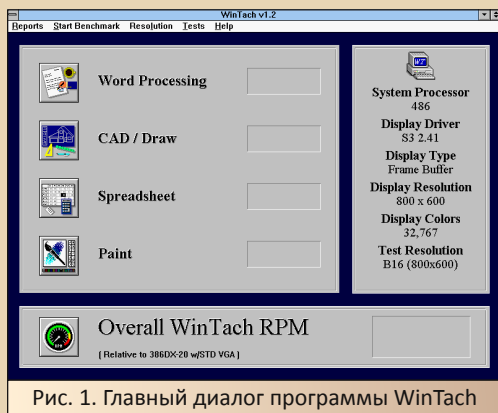 WinTach v1.2
Reports Start Benchmark Resolution Tests Help
Word Processing
CAD / Draw
Spreadsheet
Paint
WT
System Processor
486
Display Driver
S3 2.41
Display Type
Frame Buffer
Display Resolution
800 x 600
Display Colors
32,767
Test Resolution
B16 (800x600)
Overall WinTach RPM
( Relative to 386DX-20 w/STD VGA )
Рис. 1. Главный диалог программы WinTach